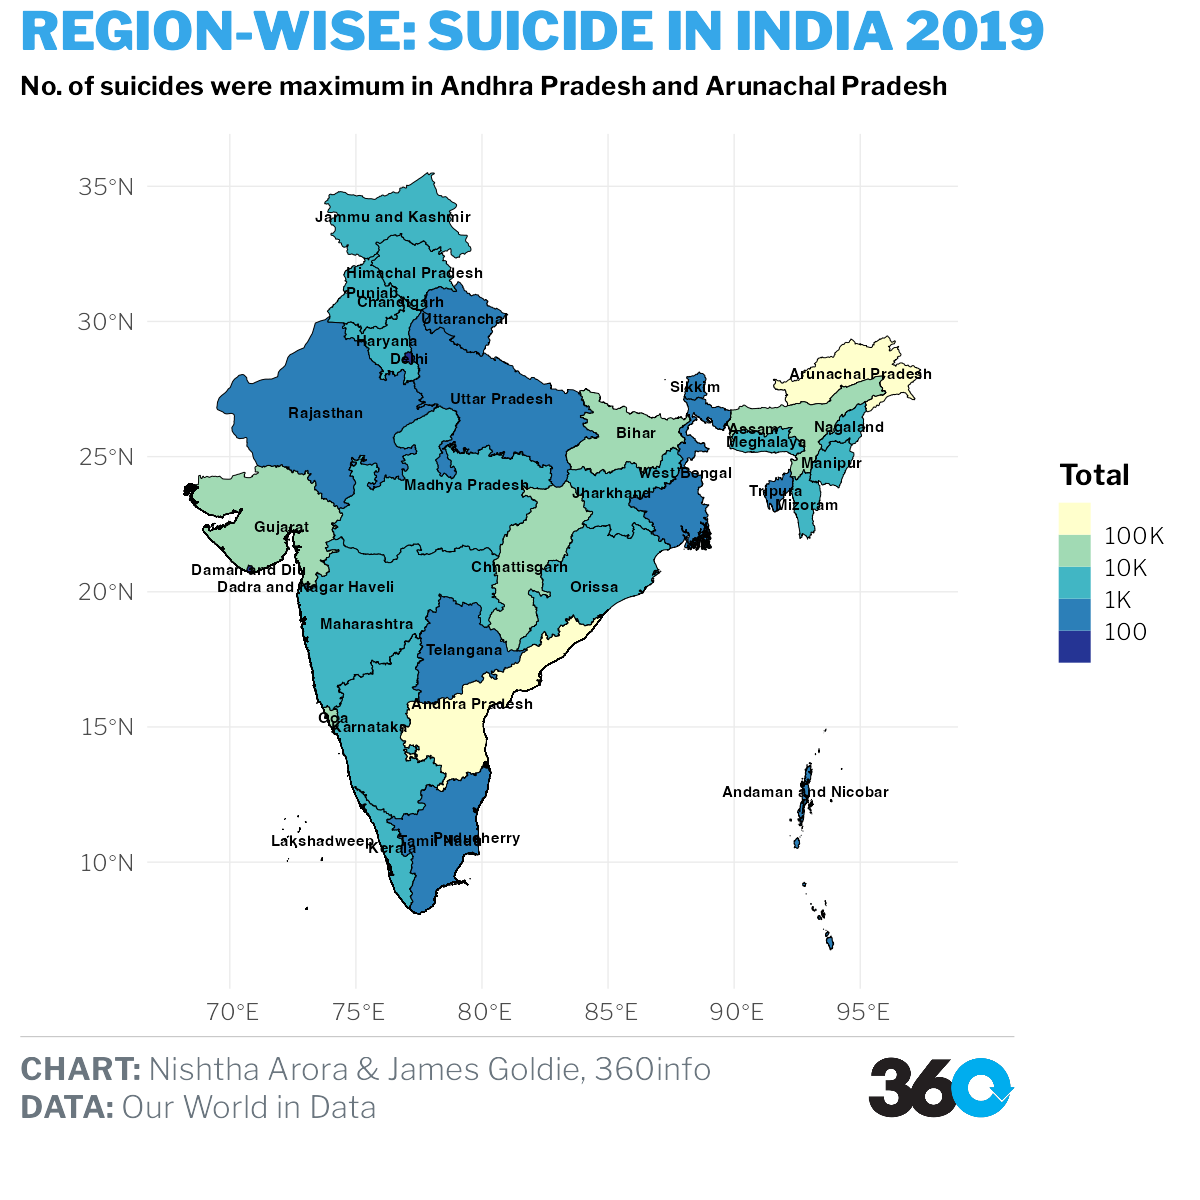 REGION-WISE: SUICIDE IN INDIA 2019
No. of suicides were maximum in Andhra Pradesh and Arunachal Pradesh
35°N
30°N
25°N
20°N
15°N
10°N
Jammu and Kashmir
Himachal Pradesh
Punjab
Chandigarh
Uttaranchal
Haryana
Delhi
Arunachal Pradesh
Sikkim
Uttar Pradesh
Rajasthan
Assam
Nagaland
Bihar
Meghalaya
Manipur
West Bengal
Madhya Pradesh
Jharkhand
Tripura
Mizoram
Gujarat
Chhattisgarh
Daman and Diu
Dadra and Nagar Haveli
Orissa
Maharashtra
Telangana
Andhra Pradesh
Goa
Karnataka
Andaman and Nicobar
Lakshadweep
Kerala
Tamil Nadu
Puducherry
Total
100K
10K
1K
100
70°E
75°E
80°E
85°E
90°E
95°E
CHART: Nishtha Arora & James Goldie, 360info
DATA: Our World in Data
360